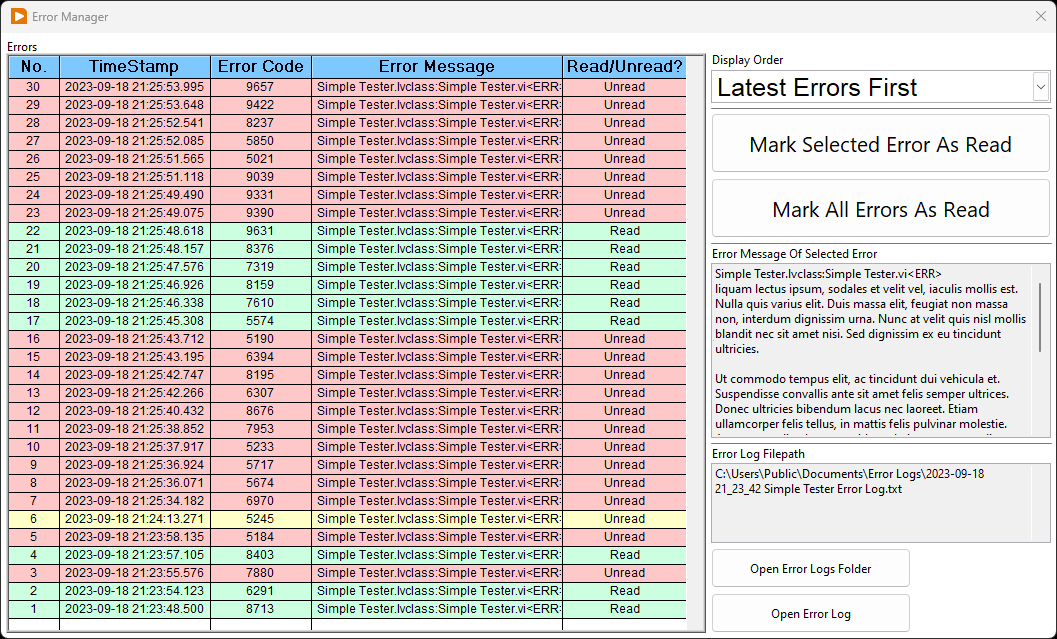 Error Manager
Errors
No. TimeStamp Error Code Error Message Read/Unread?
30 2023-09-18 21:25:53.995 9657 Simple Tester.lvclass:Simple Tester.vi<ERR: Unread
29 2023-09-18 21:25:53.648 9422 Simple Tester.lvclass:Simple Tester.vi<ERR: Unread
28 2023-09-18 21:25:52.541 8237 Simple Tester.lvclass:Simple Tester.vi<ERR: Unread
27 2023-09-18 21:25:52.085 5850 Simple Tester.lvclass:Simple Tester.vi<ERR: Unread
26 2023-09-18 21:25:51.565 5021 Simple Tester.lvclass:Simple Tester.vi<ERR: Unread
25 2023-09-18 21:25:51.118 9039 Simple Tester.lvclass:Simple Tester.vi<ERR: Unread
24 2023-09-18 21:25:49.490 9331 Simple Tester.lvclass:Simple Tester.vi<ERR: Unread
23 2023-09-18 21:25:49.075 9390 Simple Tester.lvclass:Simple Tester.vi<ERR: Unread
22 2023-09-18 21:25:48.618 9631 Simple Tester.lvclass:Simple Tester.vi<ERR: Read
21 2023-09-18 21:25:48.157 8376 Simple Tester.lvclass:Simple Tester.vi<ERR: Read
20 2023-09-18 21:25:47.576 7319 Simple Tester.lvclass:Simple Tester.vi<ERR: Read
19 2023-09-18 21:25:46.926 8159 Simple Tester.lvclass:Simple Tester.vi<ERR: Read
18 2023-09-18 21:25:46.338 7610 Simple Tester.lvclass:Simple Tester.vi<ERR: Read
17 2023-09-18 21:25:45.308 5574 Simple Tester.lvclass:Simple Tester.vi<ERR: Read
16 2023-09-18 21:25:43.712 5190 Simple Tester.lvclass:Simple Tester.vi<ERR: Unread
15 2023-09-18 21:25:43.195 6394 Simple Tester.lvclass:Simple Tester.vi<ERR: Unread
14 2023-09-18 21:25:42.747 8195 Simple Tester.lvclass:Simple Tester.vi<ERR: Unread
13 2023-09-18 21:25:42.266 6307 Simple Tester.lvclass:Simple Tester.vi<ERR: Unread
12 2023-09-18 21:25:40.432 8676 Simple Tester.lvclass:Simple Tester.vi<ERR: Unread
11 2023-09-18 21:25:38.852 7953 Simple Tester.lvclass:Simple Tester.vi<ERR: Unread
10 2023-09-18 21:25:37.917 5233 Simple Tester.lvclass:Simple Tester.vi<ERR: Unread
9 2023-09-18 21:25:36.924 5717 Simple Tester.lvclass:Simple Tester.vi<ERR: Unread
8 2023-09-18 21:25:36.071 5674 Simple Tester.lvclass:Simple Tester.vi<ERR: Unread
7 2023-09-18 21:25:34.182 6970 Simple Tester.lvclass:Simple Tester.vi<ERR: Unread
6 2023-09-18 21:24:13.271 5245 Simple Tester.lvclass:Simple Tester.vi<ERR: Unread
5 2023-09-18 21:23:58.135 5184 Simple Tester.lvclass:Simple Tester.vi<ERR: Unread
4 2023-09-18 21:23:57.105 8403 Simple Tester.lvclass:Simple Tester.vi<ERR: Read
3 2023-09-18 21:23:55.576 7880 Simple Tester.lvclass:Simple Tester.vi<ERR: Unread
2 2023-09-18 21:23:54.123 6291 Simple Tester.lvclass:Simple Tester.vi<ERR: Read
1 2023-09-18 21:23:48.500 8713 Simple Tester.lvclass:Simple Tester.vi<ERR: Read
Display Order
Latest Errors First
Mark Selected Error As Read
Mark All Errors As Read
Error Message Of Selected Error
Simple Tester.lvclass:Simple Tester.vi<ERR>
liquam lectus ipsum, sodales et velit vel, iaculis mollis est.
Nulla quis varius elit. Duis massa elit, feugiat non massa
non, interdum dignissim urna. Nunc at velit quis nisl mollis
blandit nec sit amet nisi. Sed dignissim ex eu tincidunt
ultricies.
Ut commodo tempus elit, ac tincidunt dui vehicula et.
Suspendisse convallis ante sit amet felis semper ultrices.
Donec ultricies bibendum lacus nec laoreet. Etiam
ullamcorper felis tellus, in mattis felis pulvinar molestie.
Error Log Filepath
C:\Users\Public\Documents\Error Logs\2023-09-18
21_23_42 Simple Tester Error Log.txt
Open Error Logs Folder
Open Error Log